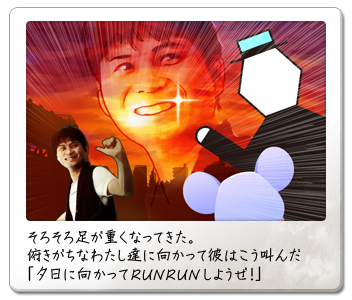 そろそろ足が重くなってきた。
俯きがちなわたし達に向かって彼はこう叫んだ
「夕日に向かってRUNRUNしようぜ！」